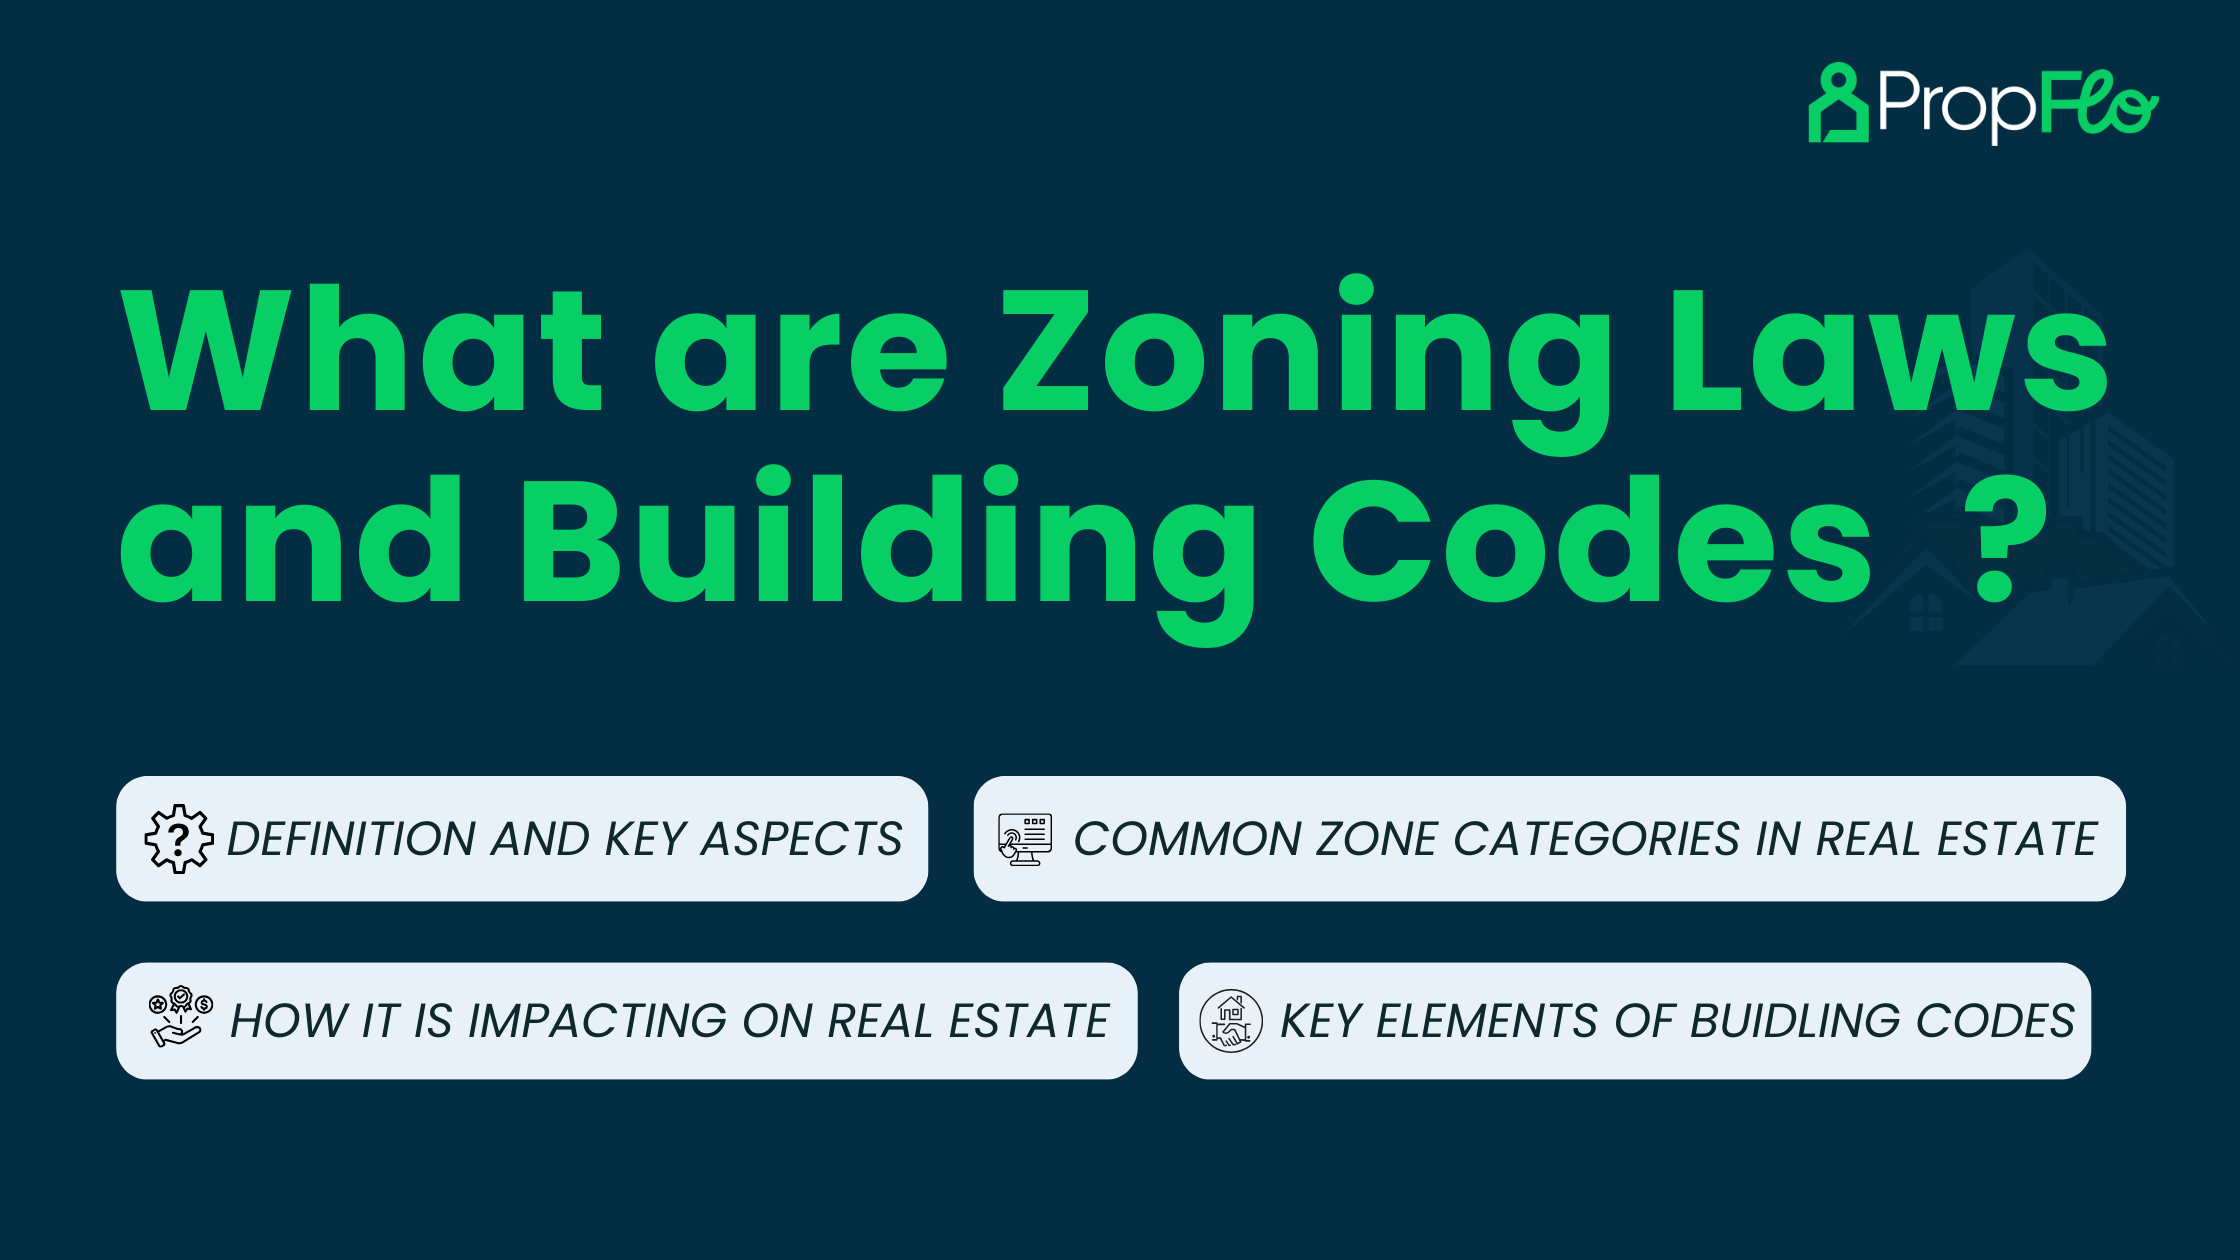 PropFlo
What are Zoning Laws
and Building Codes ?
DEFINITION AND KEY ASPECTS
COMMON ZONE CATEGORIES IN REAL ESTATE
HOW IT IS IMPACTING ON REAL ESTATE
KEY ELEMENTS OF BUIDLING CODES